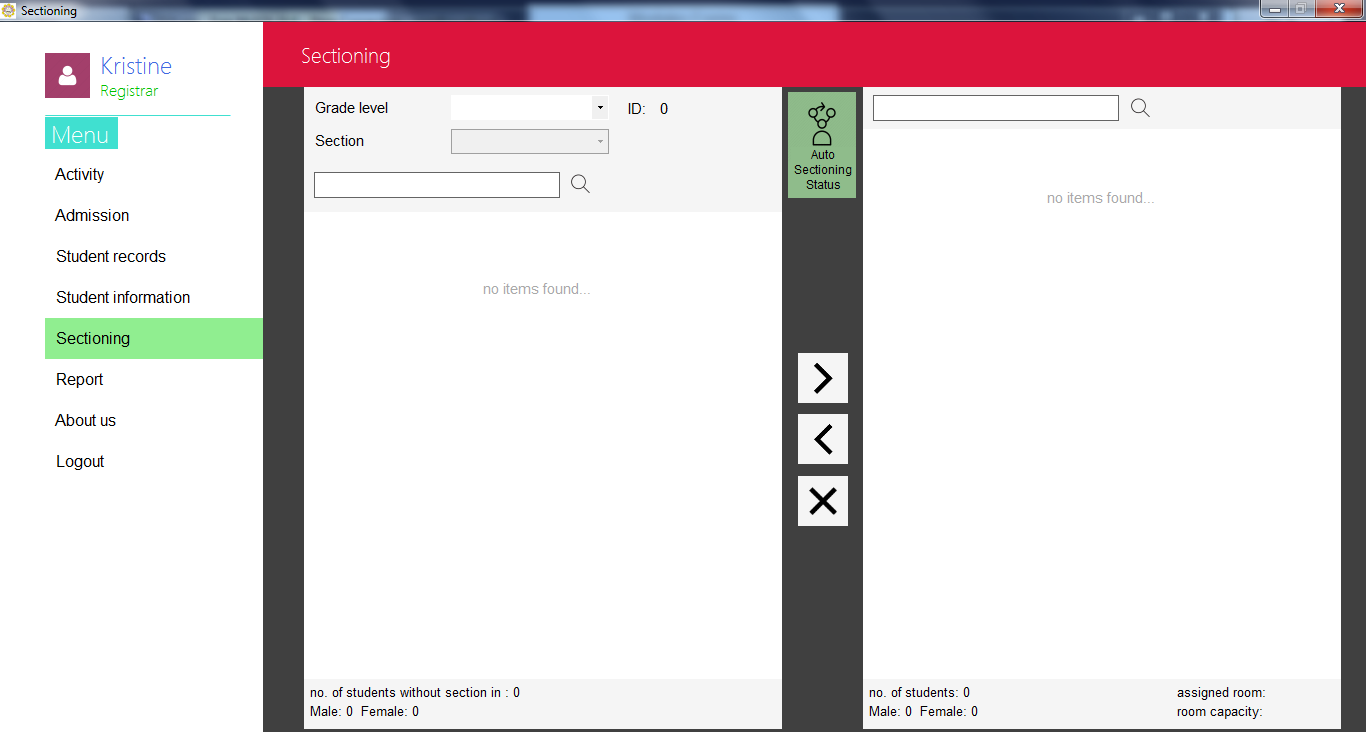 Sectioning
Kristine
Registrar
Menu
Activity
Admission
Student records
Student information
Sectioning
Report
About us
Logout
Sectioning
Grade level
ID: 0
Section
no items found...
no. of students without section in : 0
Male: 0 Female: 0
Auto
Sectioning
Status
no items found...
no. of students: 0
assigned room:
Male: 0 Female: 0
room capacity: